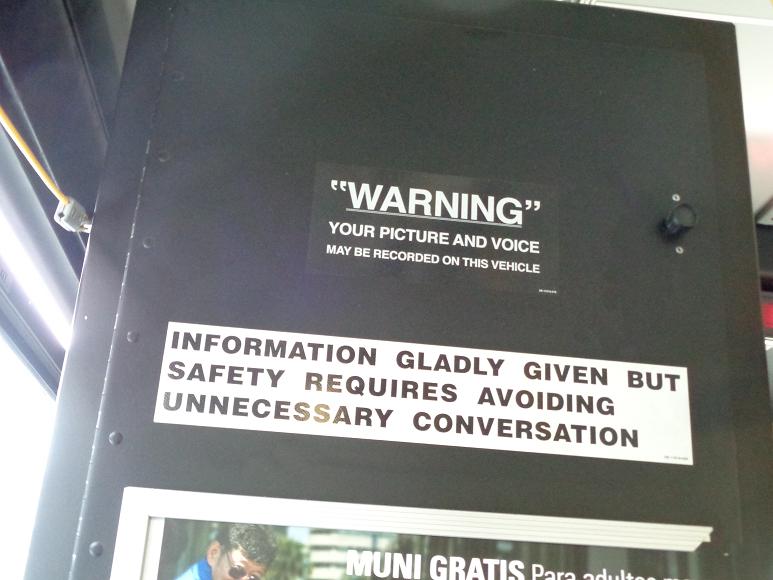 "WARNING"
YOUR PICTURE AND VOICE
MAY BE RECORDED ON THIS VEHICLE
INFORMATION GLADLY GIVEN BUT
SAFETY REQUIRES AVOIDING
UNNECESSARY CONVERSATION
MUNI GRATIS Para adultos